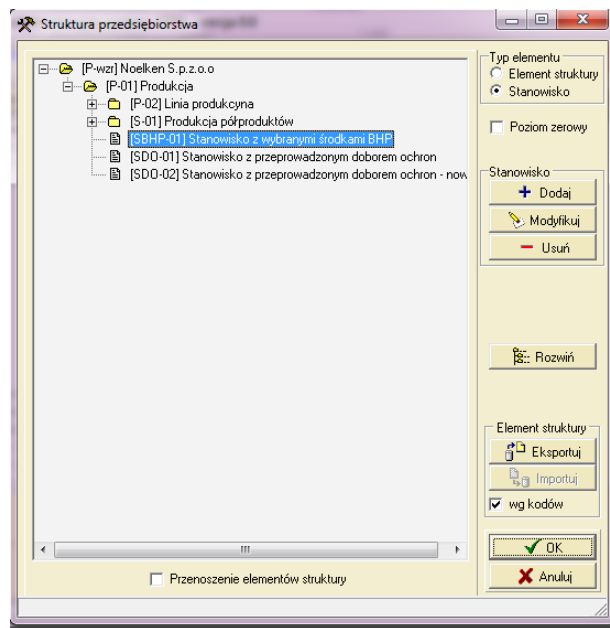 Struktura przedsiębiorstwa
[P-wzr] Noelken S.p.z.o.o
[P-01] Produkcja
[P-02] Linia produkcyna
[S-01] Produkcja półproduktów
[SBHP-01] Stanowisko z wybranymi środkami BHP
[SDO-01] Stanowisko z przeprowadzonym doborem ochron
[SDO-02] Stanowisko z przeprowadzonym doborem ochron - now
Przenoszenie elementów struktury
Typ elementu
Element struktury
Stanowisko
Poziom zerowy
Stanowisko
Dodaj
Modyfikuj
Usuń
Rozwiń
Element struktury
Eksportuj
Importuj
wg kodów
OK
Anuluj